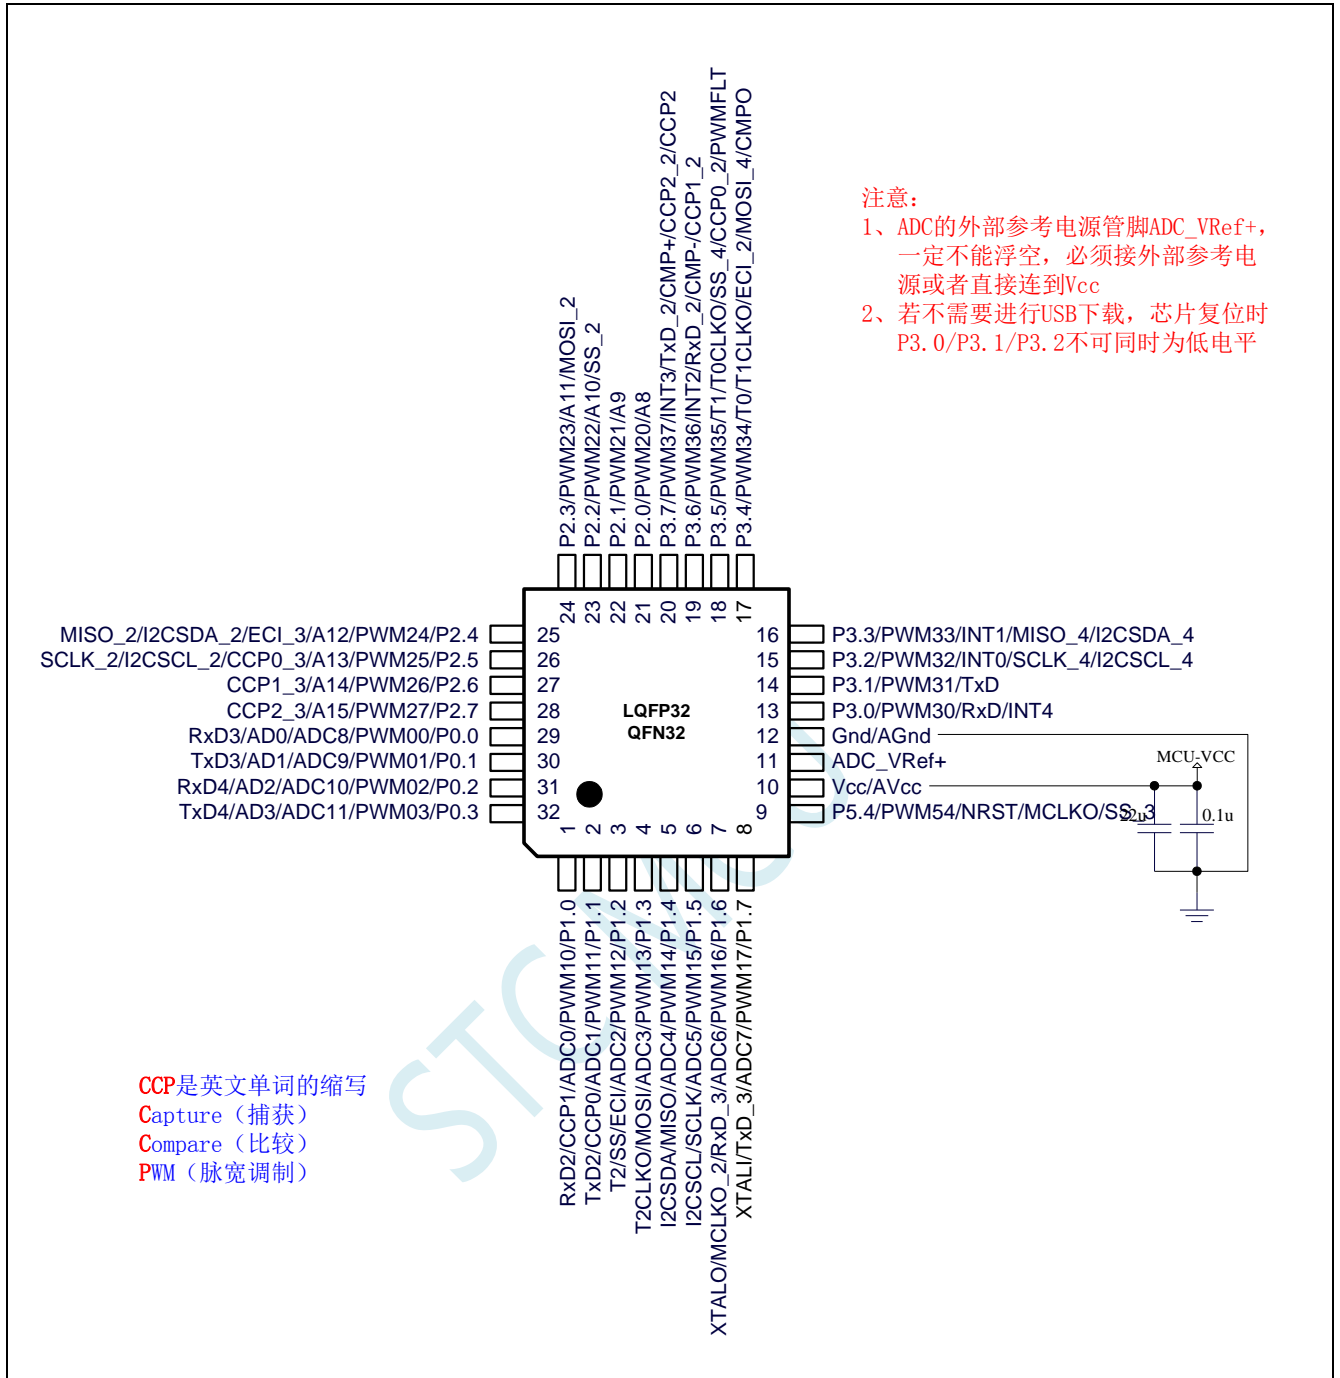 P2.3/PWM23/A11/MOSI_2
P2.2/PWM22/A10/SS_2
P2.1/PWM21/A9
P2.0/PWM20/A8
P3.7/PWM37/INT3/TxD_2/CMP+/CCP2_2/CCP2
P3.6/PWM36/INT2/RxD_2/CMP-/CCP1_2
P3.5/PWM35/T1/T0CLKO/SS_4/CCP0_2/PWMFLT
P3.4/PWM34/T0/T1CLKO/ECI_2/MOSI_4/CMPO
注意：
1、ADC的外部参考电源管脚ADC_VRef+，
一定不能浮空，必须接外部参考电
源或者直接连到Vcc
2、若不需要进行USB下载，芯片复位时
P3.0/P3.1/P3.2不可同时为低电平
24 23 22 21 20 19 18 17
MISO_2/I2CSDA_2/ECI_3/A12/PWM24/P2.4 25
SCLK_2/I2CSCL_2/CCP0_3/A13/PWM25/P2.5 26
CCP1_3/A14/PWM26/P2.6 27
CCP2_3/A15/PWM27/P2.7 28
RxD3/AD0/ADC8/PWM00/P0.0 29
TxD3/AD1/ADC9/PWM01/P0.1 30
RxD4/AD2/ADC10/PWM02/P0.2 31
TxD4/AD3/ADC11/PWM03/P0.3 32
LQFP32
QFN32
16 P3.3/PWM33/INT1/MISO_4/I2CSDA_4
15 P3.2/PWM32/INT0/SCLK_4/I2CSCL_4
14 P3.1/PWM31/TxD
13 P3.0/PWM30/RxD/INT4
12 Gnd/AGnd
11 ADC_VRef+
10 Vcc/AVcc
9 P5.4/PWM54/NRST/MCLKO/SS_3
MCU-VCC
22u
0.1u
1 2 3 4 5 6 7 8
RxD2/CCP1/ADC0/PWM10/P1.0
TxD2/CCP0/ADC1/PWM11/P1.1
T2/SS/ECI/ADC2/PWM12/P1.2
T2CLKO/MOSI/ADC3/PWM13/P1.3
I2CSDA/MISO/ADC4/PWM14/P1.4
I2CSCL/SCLK/ADC5/PWM15/P1.5
XTALO/MCLKO_2/RxD_3/ADC6/PWM16/P1.6
XTALI/TxD_3/ADC7/PWM17/P1.7
CCP是英文单词的缩写
Capture（捕获）
Compare（比较）
PWM（脉宽调制）
STC MCU